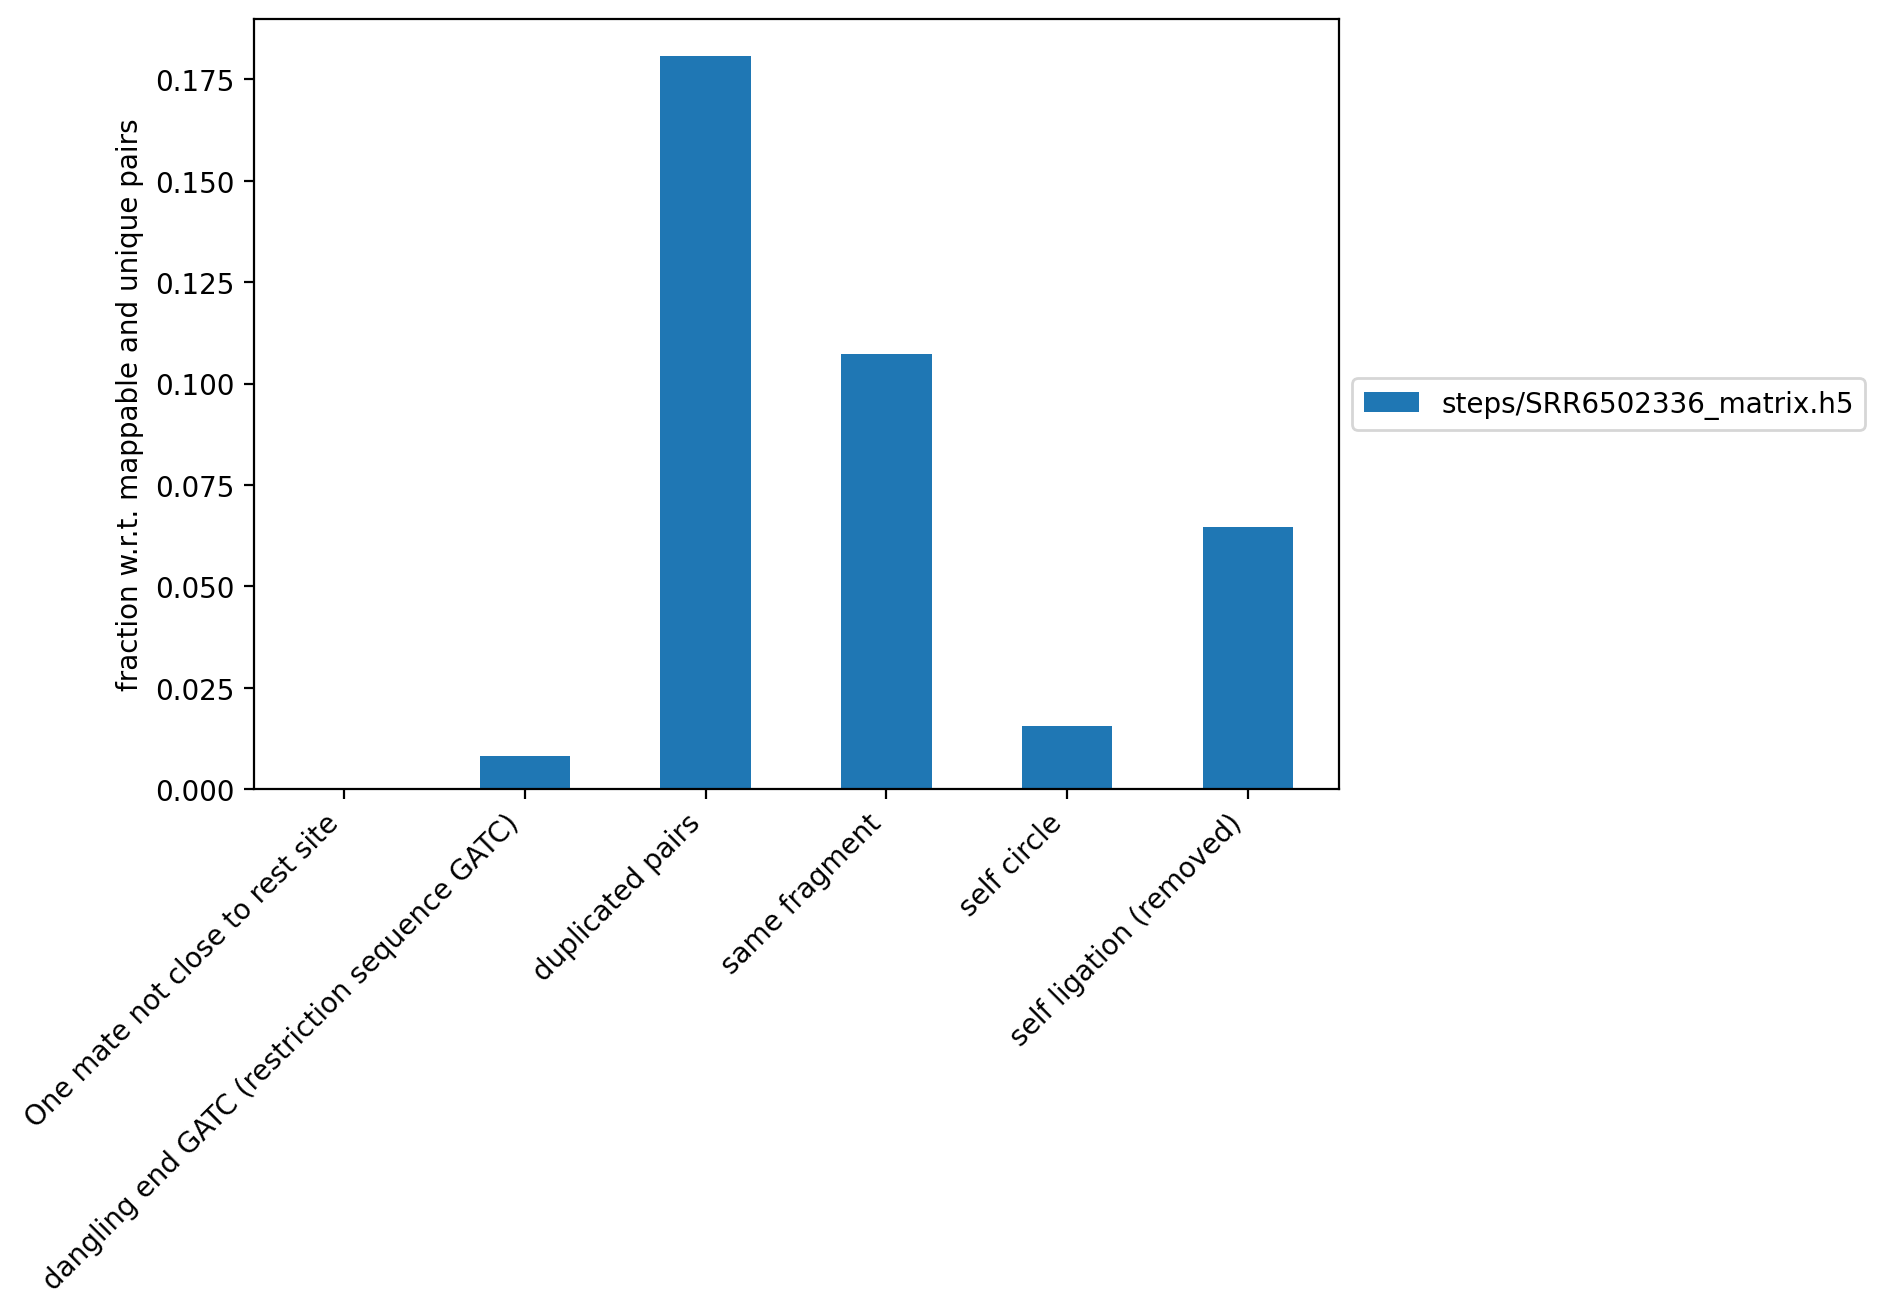 fraction w.r.t. mappable and unique pairs
0.175
0.150
0.125
0.100
0.075
0.050
0.025
0.000
One mate not close to rest site
dangling end GATC (restriction sequence GATC)
duplicated pairs
same fragment
self circle
self ligation (removed)
steps/SRR6502336_matrix.h5